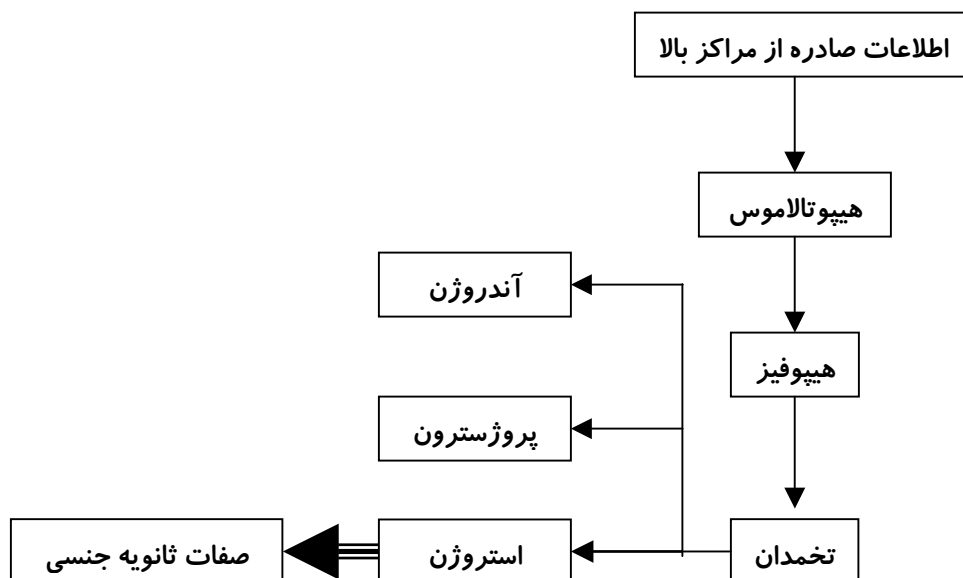 اطلاعات صادره از مراکز بالا
هیپوتالاموس
آندروژن
هیپوفیز
پروژسترون
تخمدان
استروژن
صفات ثانویه جنسی